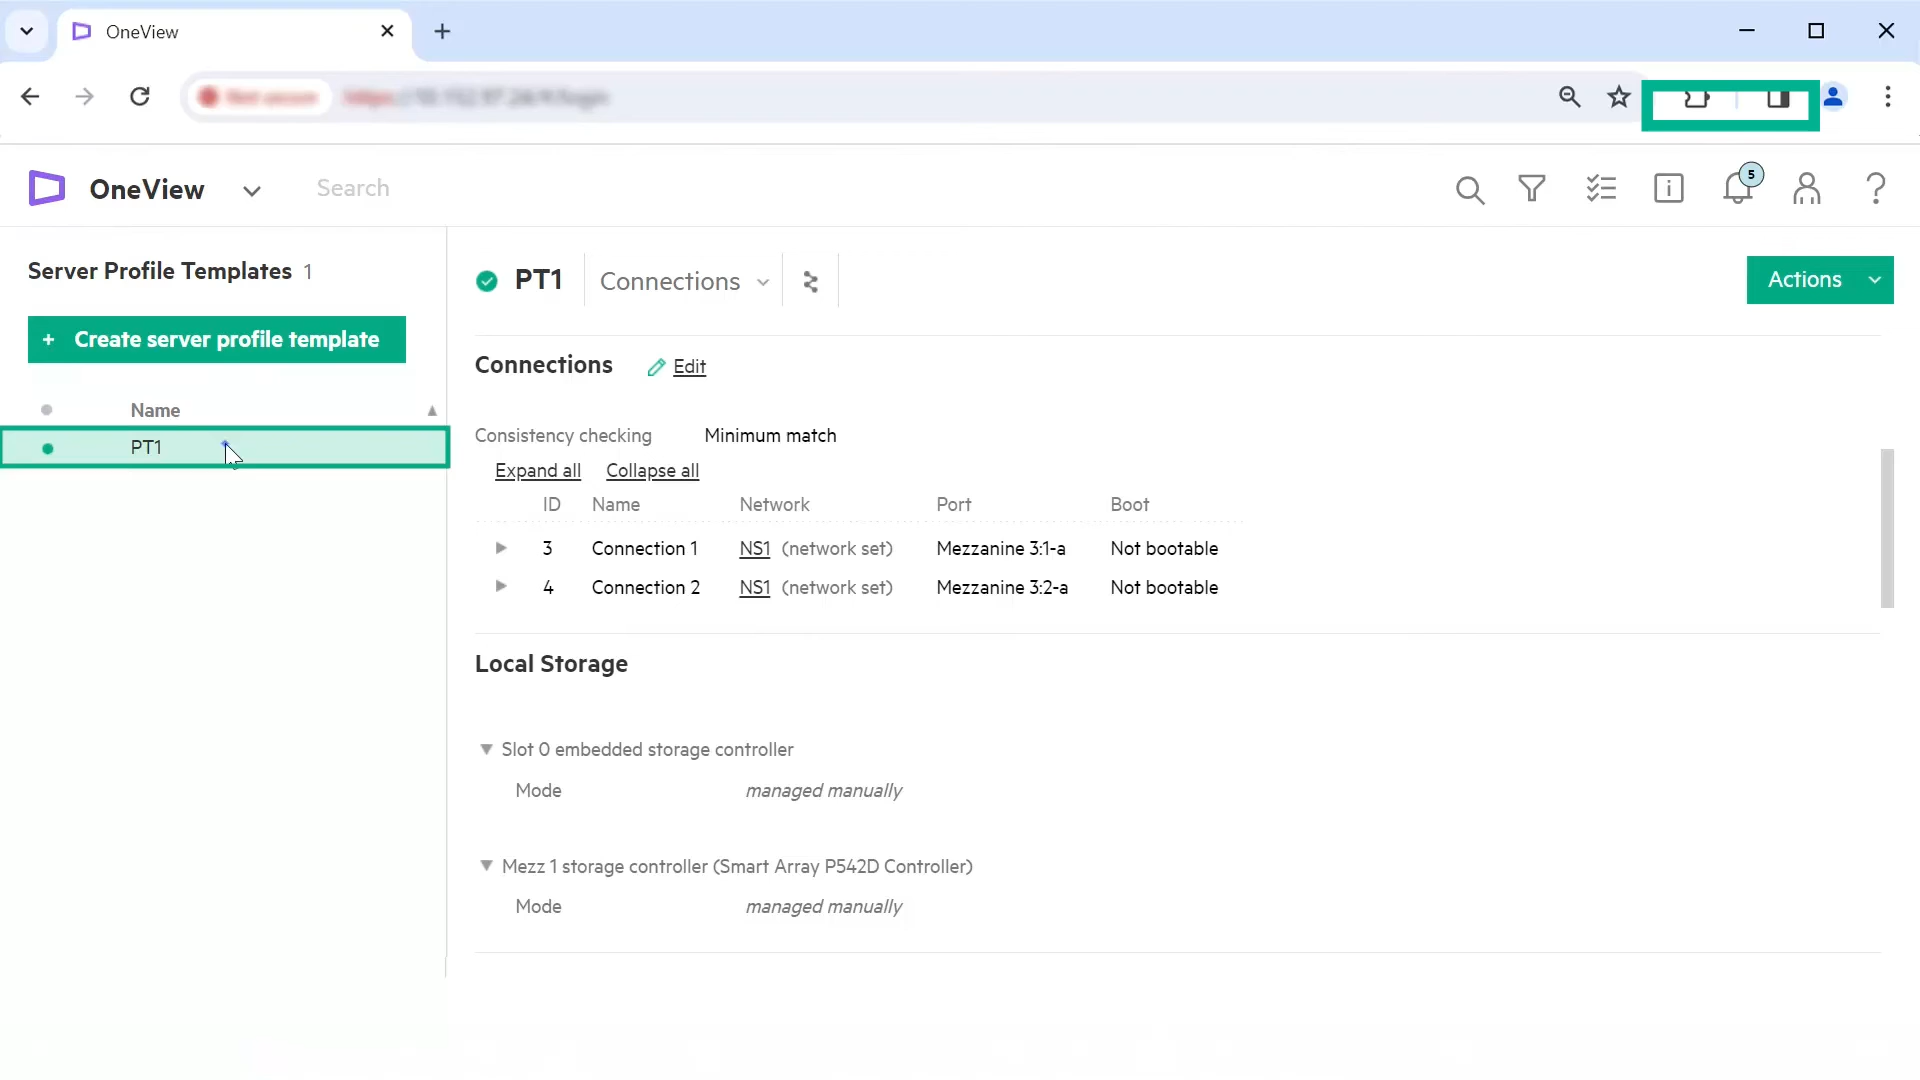 OneView
OneView
Search
5
Server Profile Templates 1
+ Create server profile template
Name
PT1
PT1
Connections
Actions
Connections
Edit
Consistency checking Minimum match
Expand all Collapse all
ID Name Network Port Boot
3 Connection 1 NS1 (network set) Mezzanine 3:1-a Not bootable
4 Connection 2 NS1 (network set) Mezzanine 3:2-a Not bootable
Local Storage
Slot 0 embedded storage controller
Mode managed manually
Mezz 1 storage controller (Smart Array P542D Controller)
Mode managed manually